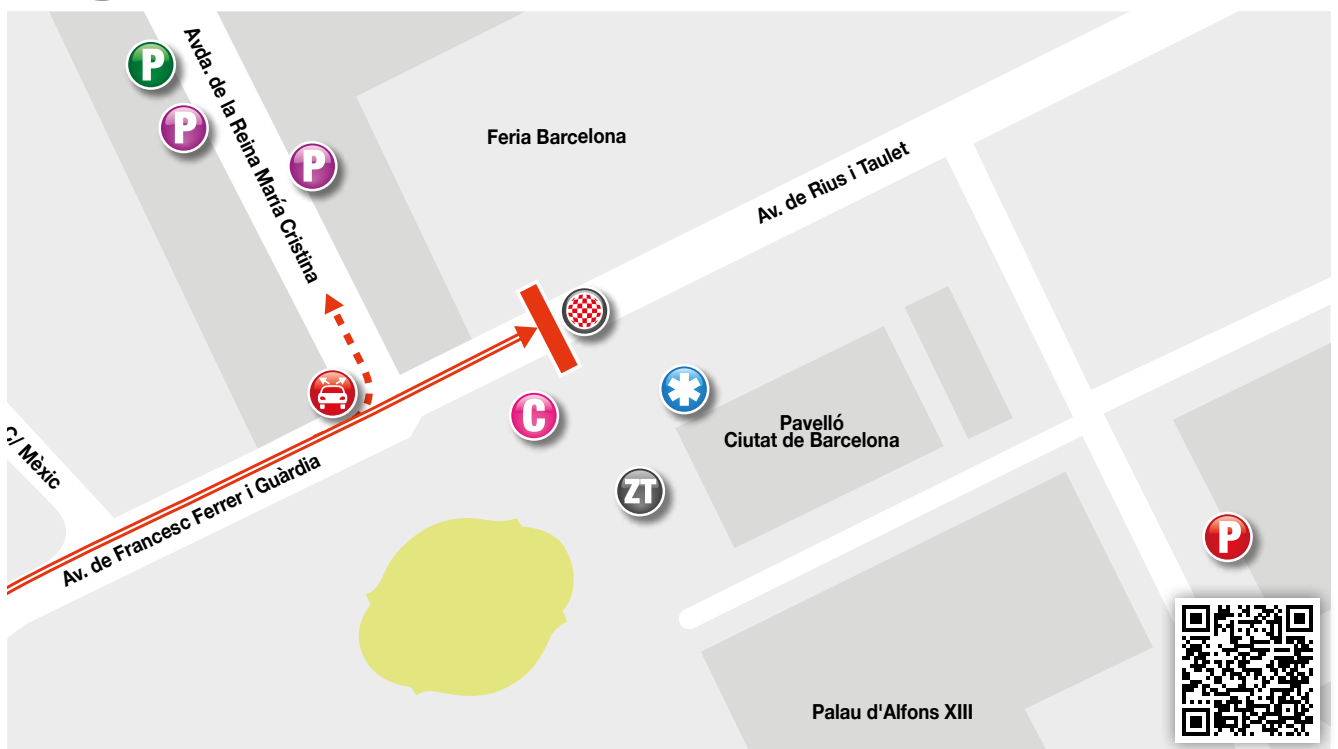 P
P
P
Avda. de la Reina María Cristina
Feria Barcelona
Av. de Rius i Taulet
C
Pavelló
Ciutat de Barcelona
C/ Mèxic
Av. de Francesc Ferrer i Guàrdia
ZT
P
Palau d'Alfons XIII